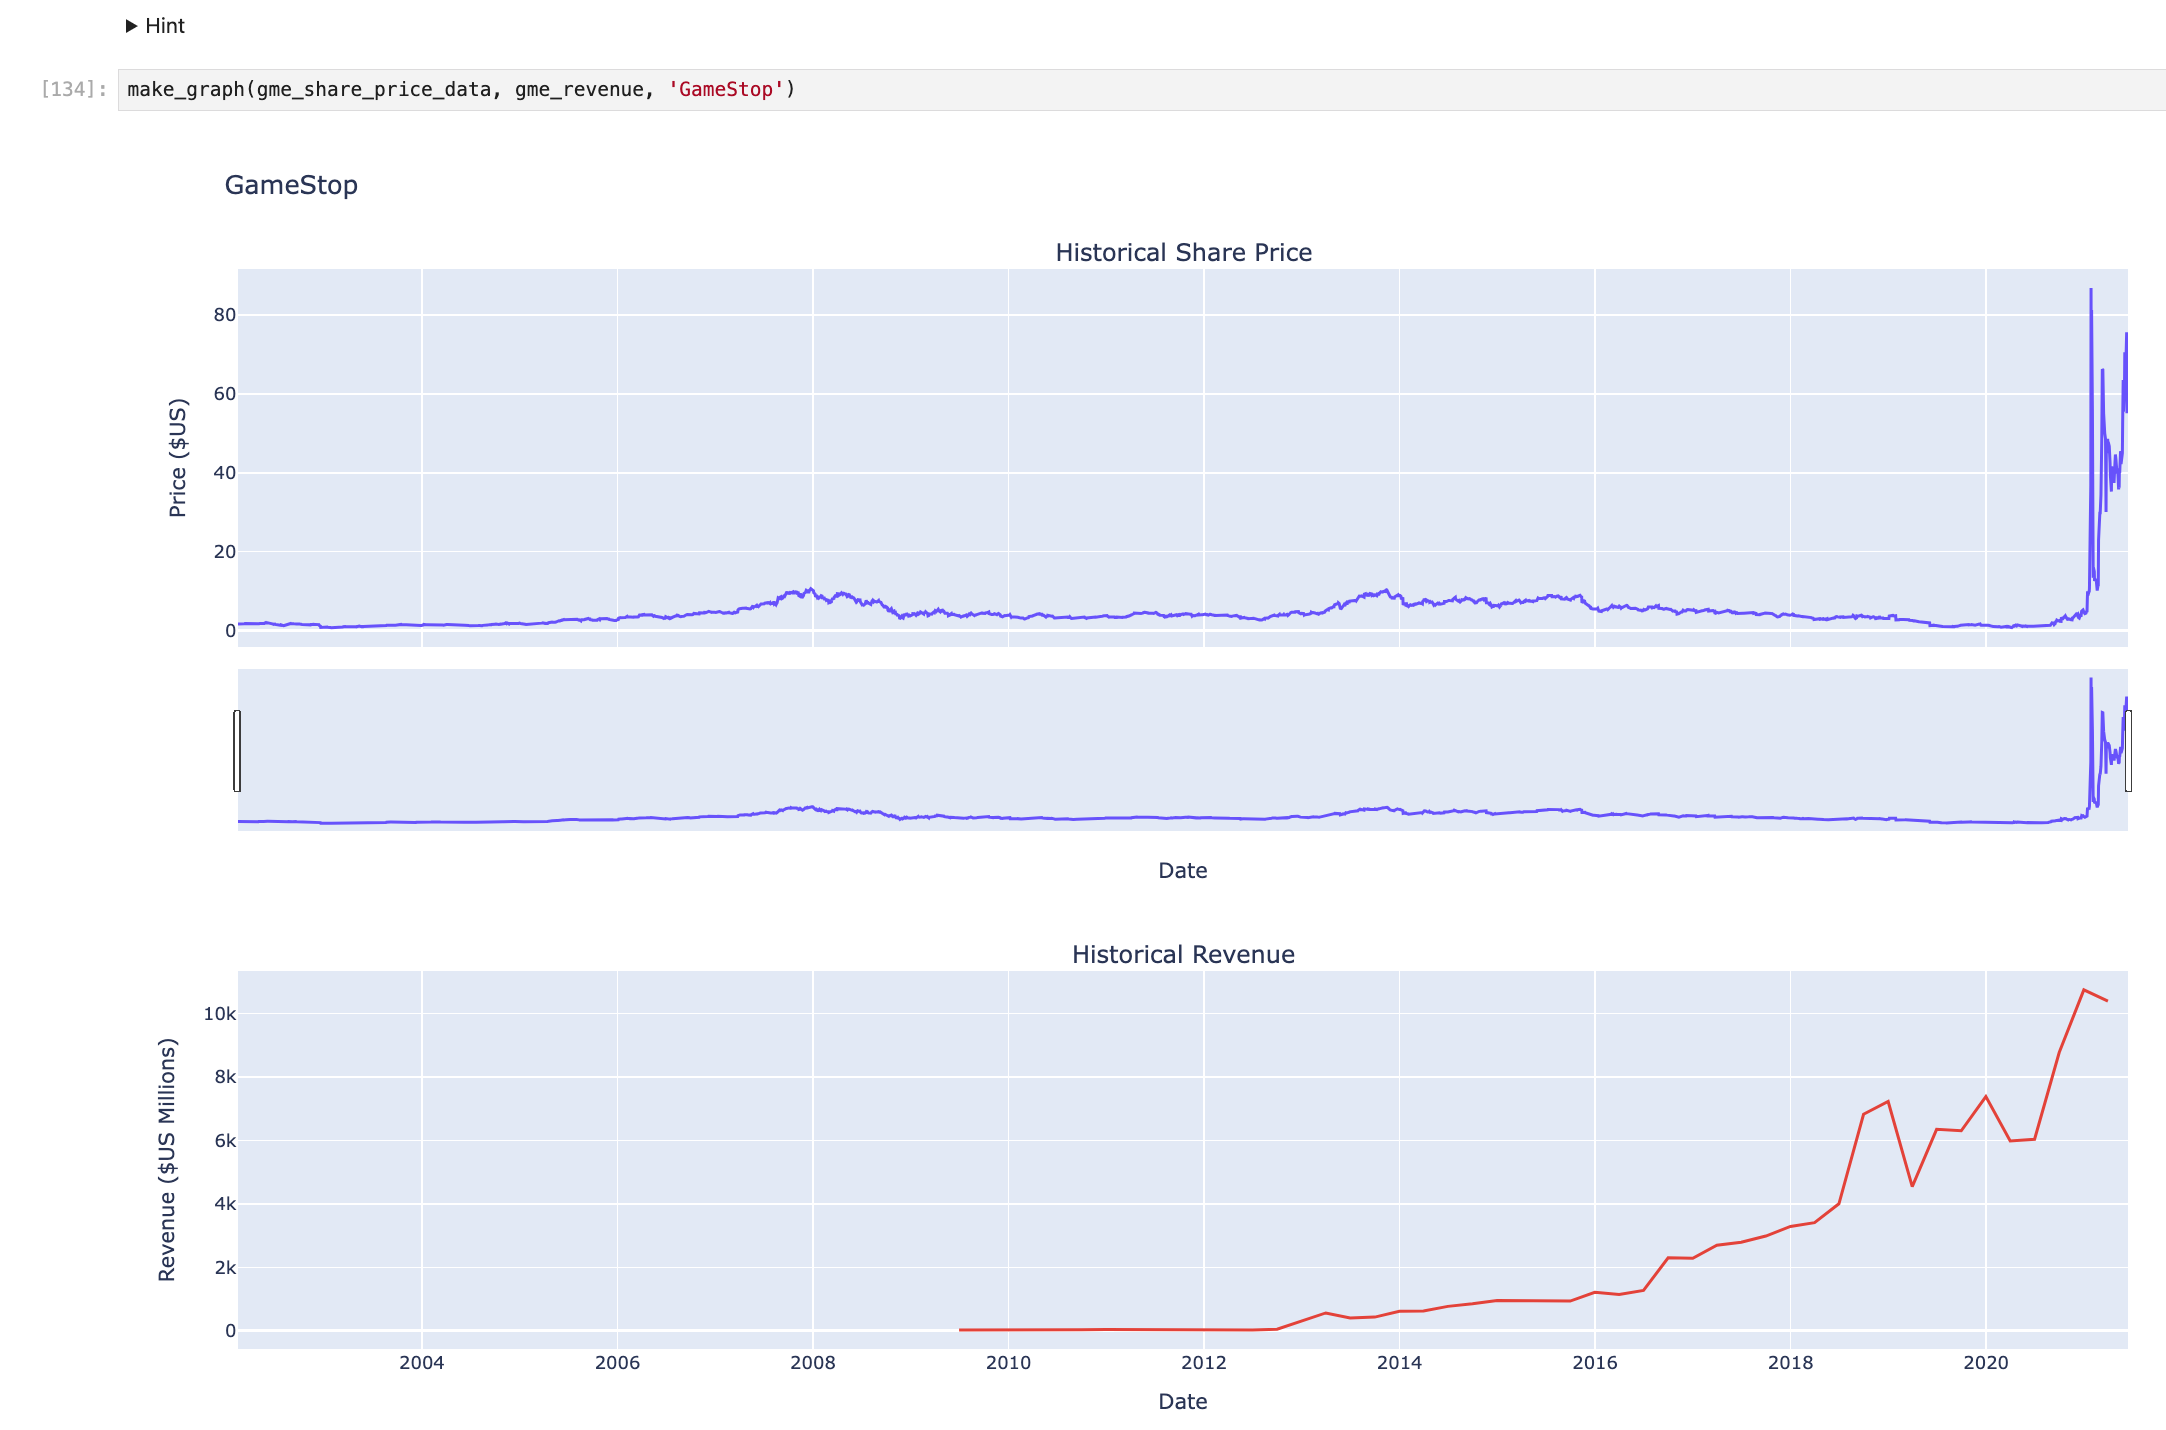 Hint
[134]: make_graph(gme_share_price_data, gme_revenue, 'GameStop')
GameStop
Historical Share Price
Price ($US)
80
60
40
20
0
Date
Historical Revenue
Revenue ($US Millions)
10k
8k
6k
4k
2k
0
2004 2006 2008 2010 2012 2014 2016 2018 2020
Date